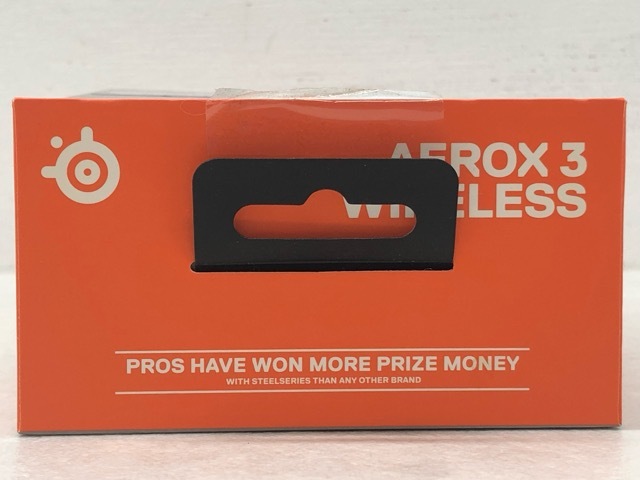 AEROX 3
WIRELESS
PROS HAVE WON MORE PRIZE MONEY
WITH STEELSERIES THAN ANY OTHER BRAND